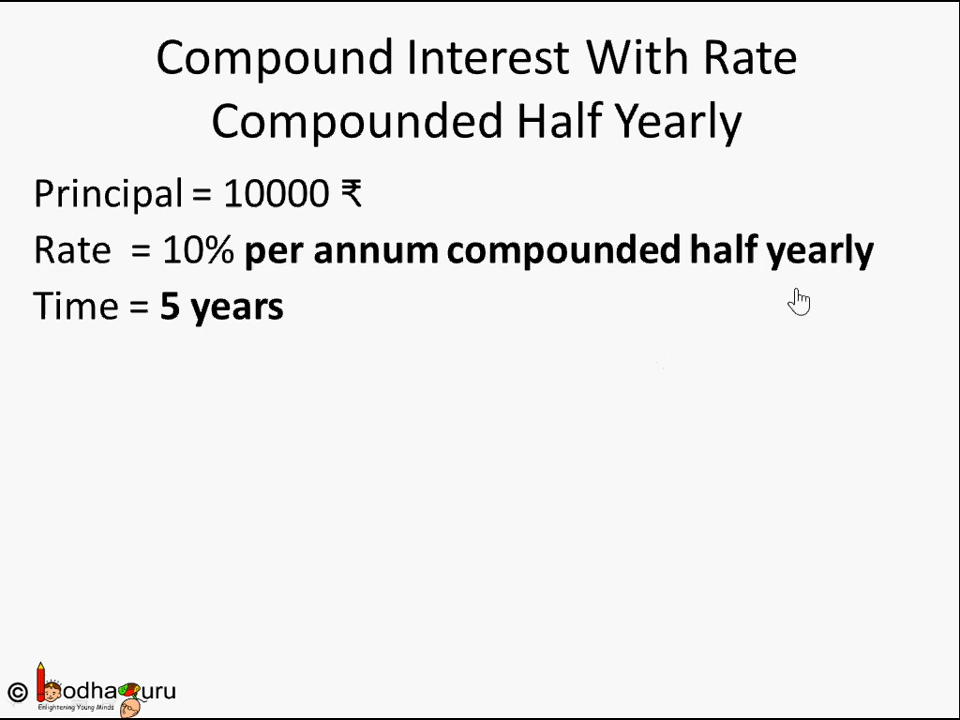 Compound Interest With Rate
Compounded Half Yearly
Principal = 10000 ₹
Rate = 10% per annum compounded half yearly
Time = 5 years
© BodhaGuru
Enlightening Young Minds